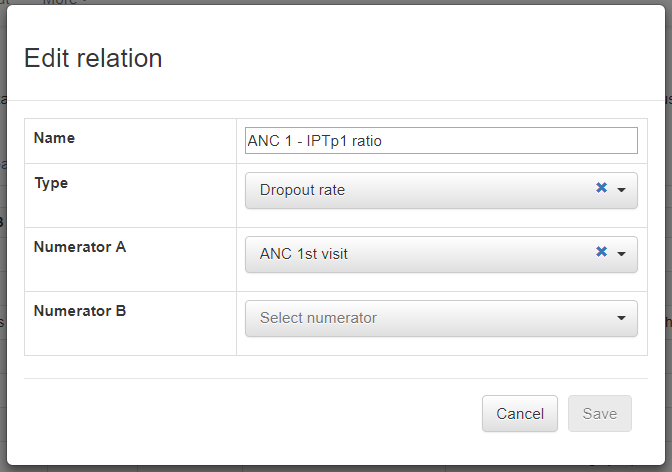 More
Edit relation
Name
ANC 1 - IPTp1 ratio
Type
Dropout rate
Numerator A
ANC 1st visit
Numerator B
Select numerator
Cancel
Save